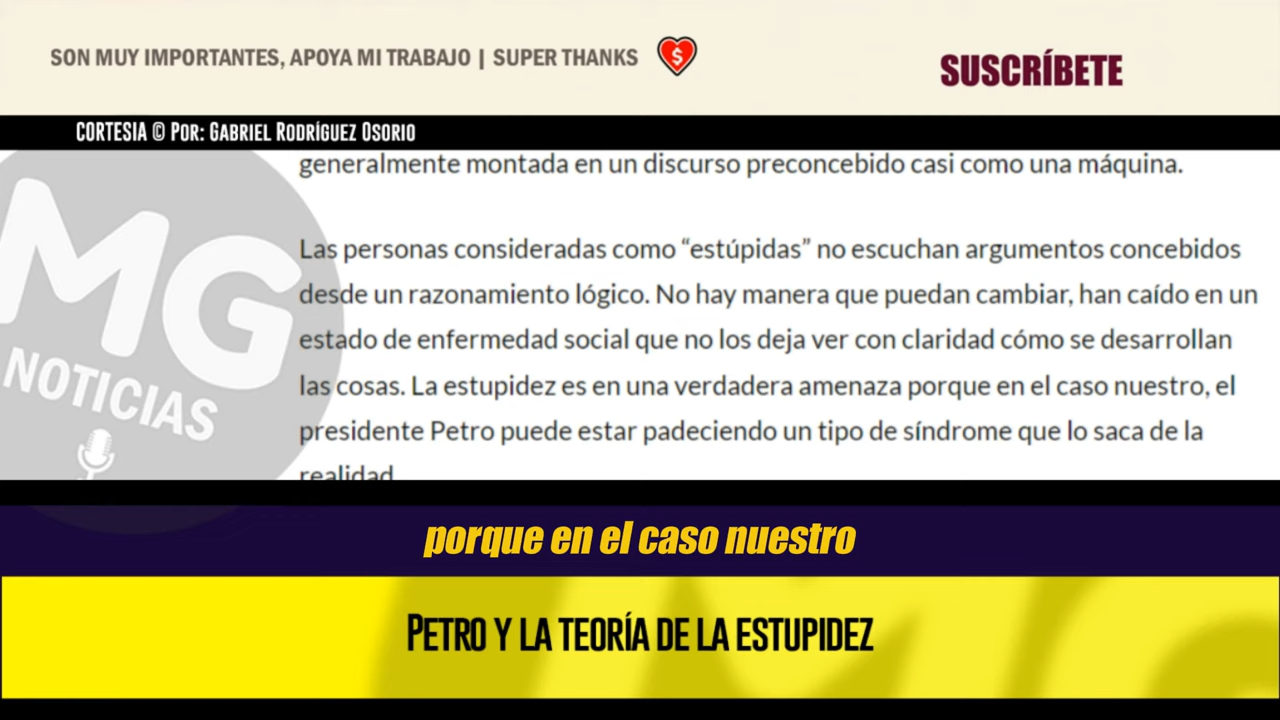 SON MUY IMPORTANTES, APOYA MI TRABAJO | SUPER THANKS
$
SUSCRÍBETE
CORTESIA © POR: GABRIEL RODRÍGUEZ OSORIO
MG
NOTICIAS
generalmente montada en un discurso preconcebido casi como una máquina.
Las personas consideradas como “estúpidas” no escuchan argumentos concebidos
desde un razonamiento lógico. No hay manera que puedan cambiar, han caído en un
estado de enfermedad social que no los deja ver con claridad cómo se desarrollan
las cosas. La estupidez es en una verdadera amenaza porque en el caso nuestro, el
presidente Petro puede estar padeciendo un tipo de síndrome que lo saca de la
realidad
porque en el caso nuestro
PETRO Y LA TEORÍA DE LA ESTUPIDEZ